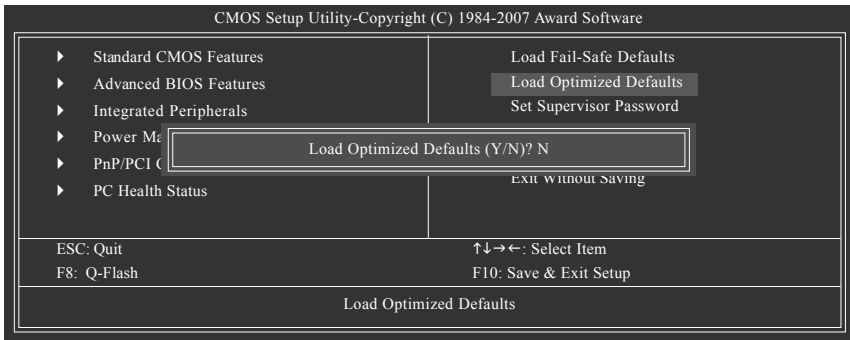 CMOS Setup Utility-Copyright (C) 1984-2007 Award Software
Standard CMOS Features
Advanced BIOS Features
Integrated Peripherals
Power
PnP/PCI
PC Health Status
Load Fail-Safe Defaults
Load Optimized Defaults
Set Supervisor Password
Exit Without Saving
Load Optimized Defaults (Y/N)? N
ESC: Quit
↑↓→←: Select Item
F8: Q-Flash
F10: Save & Exit Setup
Load Optimized Defaults